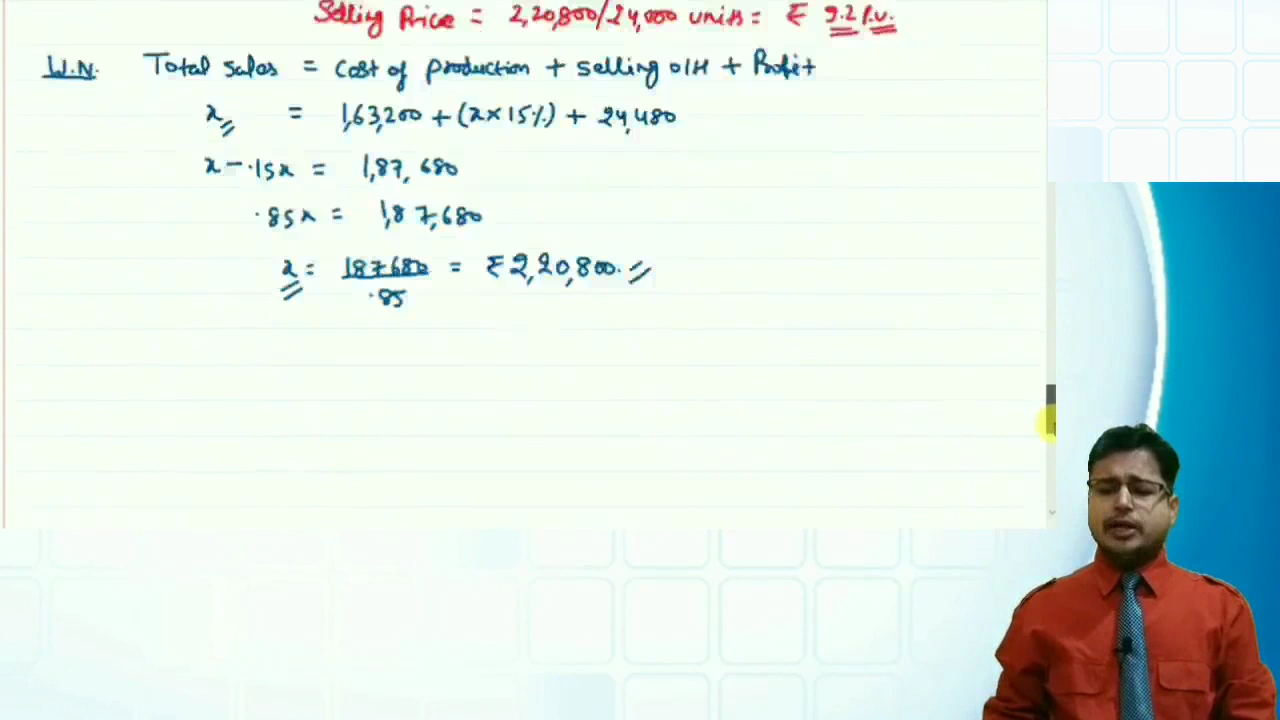 Selling Price = 2,20,800/24,000 units = ₹ 9.2 P.U.
W.N. Total Sales = Cost of production + selling O/H + Profit
x = 1,63,200 + (x × 15%) + 24,480
x - .15x = 1,87,680
.85x = 1,87,680
x = 187680 = ₹ 2,20,800.
.85